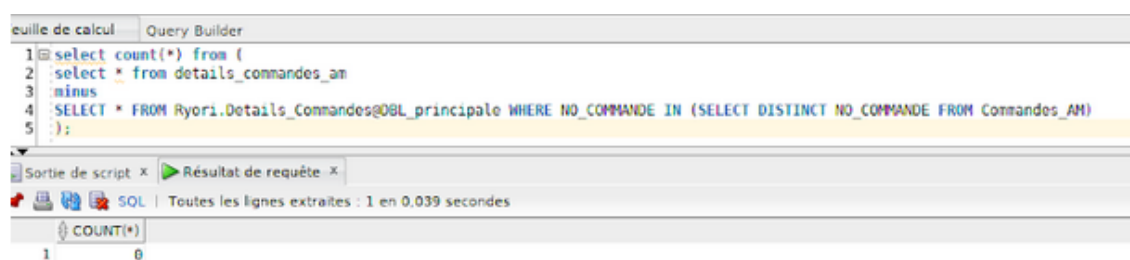 euille de calcul Query Builder
1 select count(*) from (
2 select * from details_commandes_am
3 minus
4 SELECT * FROM Ryori.Details_Commandes@DBL_principale WHERE NO_COMMANDE IN (SELECT DISTINCT NO_COMMANDE FROM Commandes_AM)
5 );
Sortie de script x Résultat de requête x
SQL | Toutes les lignes extraites : 1 en 0,039 secondes
COUNT(*)
1 0